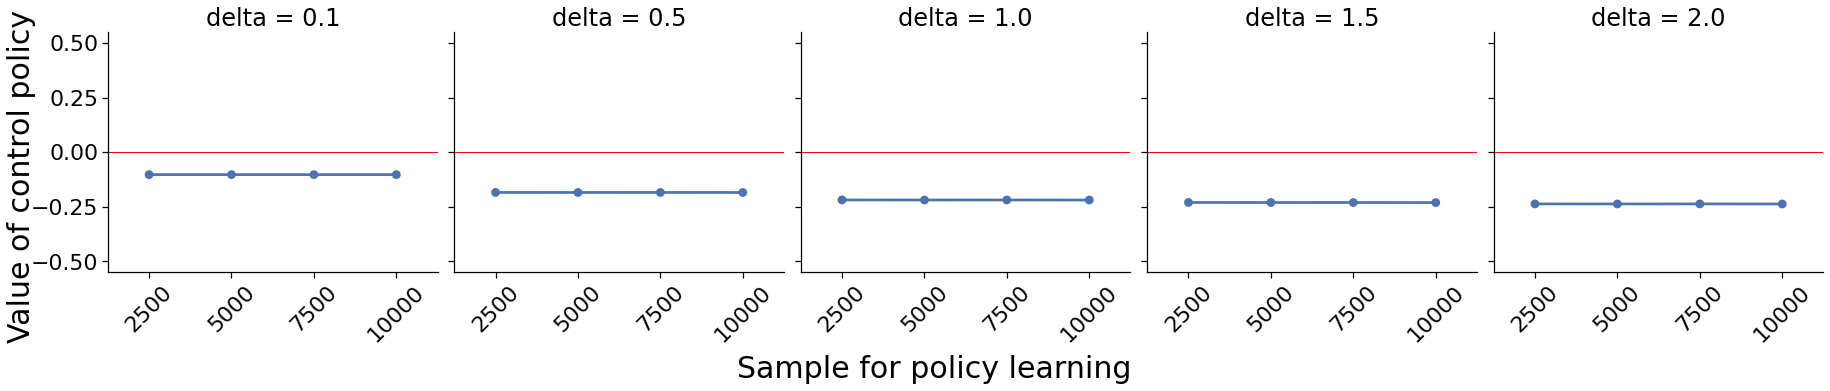 delta = 0.1
delta = 0.5
delta = 1.0
delta = 1.5
delta = 2.0
Value of control policy
0.50
0.25
0.00
−0.25
−0.50
2500 5000 7500 10000
2500 5000 7500 10000
2500 5000 7500 10000
2500 5000 7500 10000
2500 5000 7500 10000
Sample for policy learning